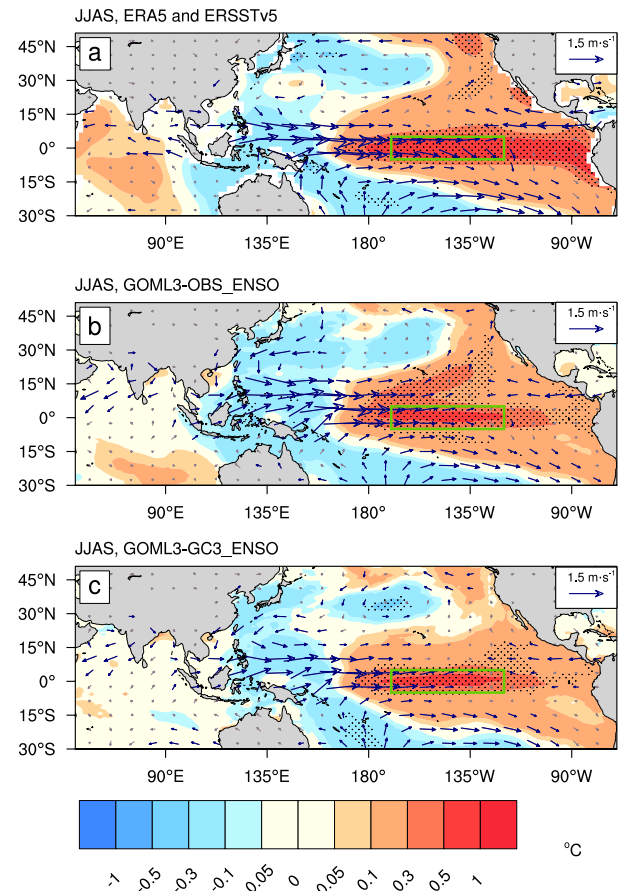 JJAS, ERA5 and ERSSTv5
a
1.5 m·s⁻¹
45°N
30°N
15°N
0°
15°S
30°S
90°E 135°E 180° 135°W 90°W
JJAS, GOML3-OBS_ENSO
b
1.5 m·s⁻¹
45°N
30°N
15°N
0°
15°S
30°S
90°E 135°E 180° 135°W 90°W
JJAS, GOML3-GC3_ENSO
c
1.5 m·s⁻¹
45°N
30°N
15°N
0°
15°S
30°S
90°E 135°E 180° 135°W 90°W
-1 -0.5 -0.3 -0.1 0.05 0 0.05 0.1 0.3 0.5 1
°C